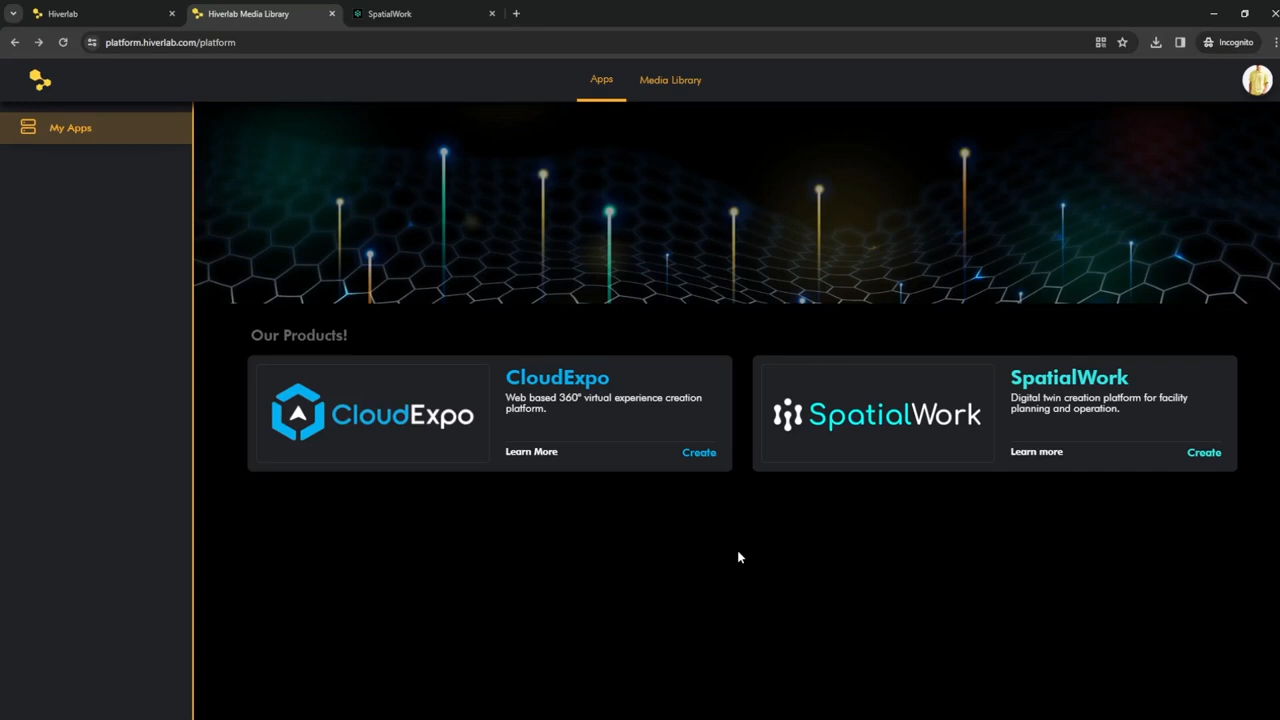 Hiverlab
Hiverlab Media Library
SpatialWork
platform.hiverlab.com/platform
Incognito
Apps
Media Library
My Apps
Our Products!
CloudExpo
CloudExpo
Web based 360° virtual experience creation
platform.
Learn More
Create
SpatialWork
SpatialWork
Digital twin creation platform for facility
planning and operation.
Learn more
Create